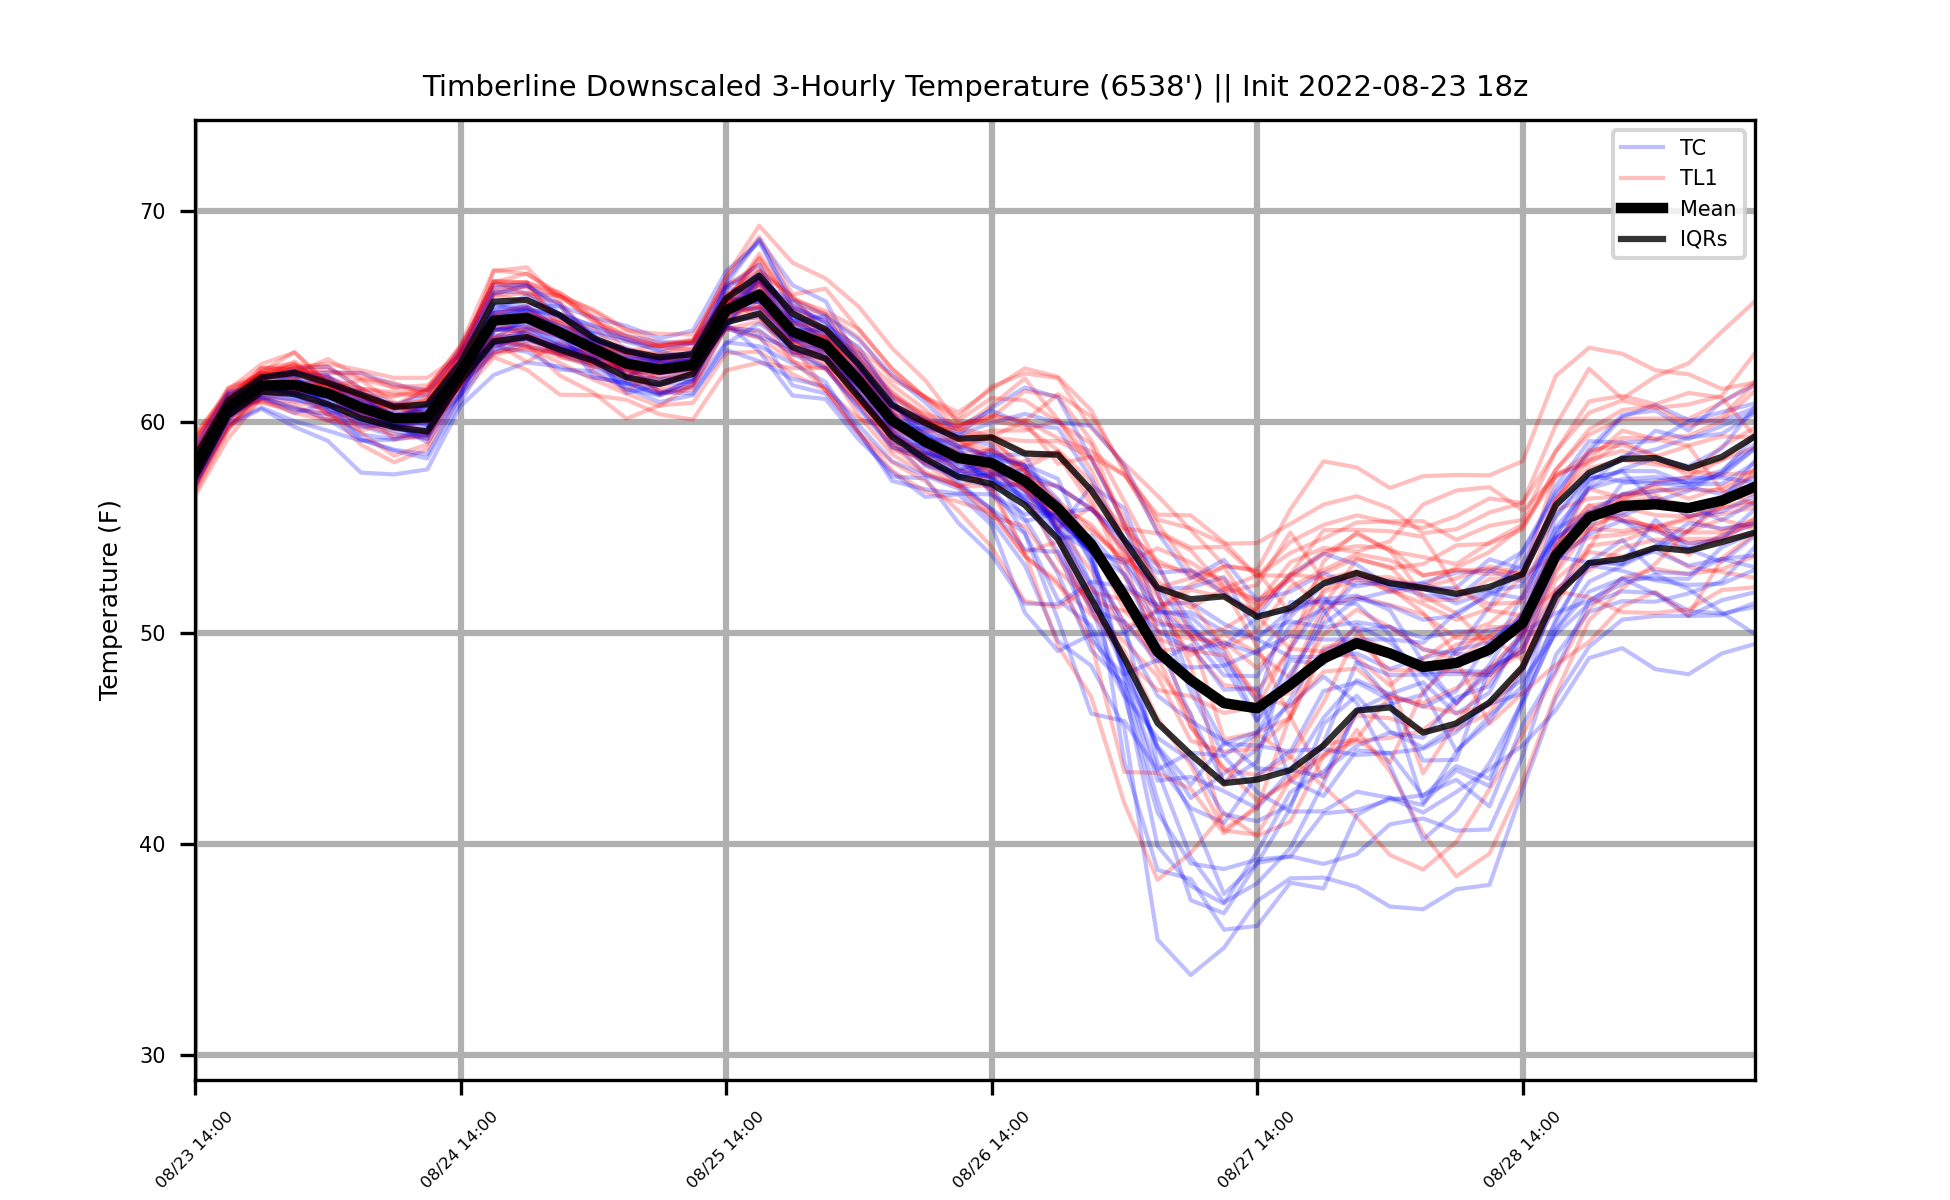 Timberline Downscaled 3-Hourly Temperature (6538') || Init 2022-08-23 18z
TC
TL1
Mean
IQRs
Temperature (F)
70
60
50
40
30
08/23 14:00
08/24 14:00
08/25 14:00
08/26 14:00
08/27 14:00
08/28 14:00